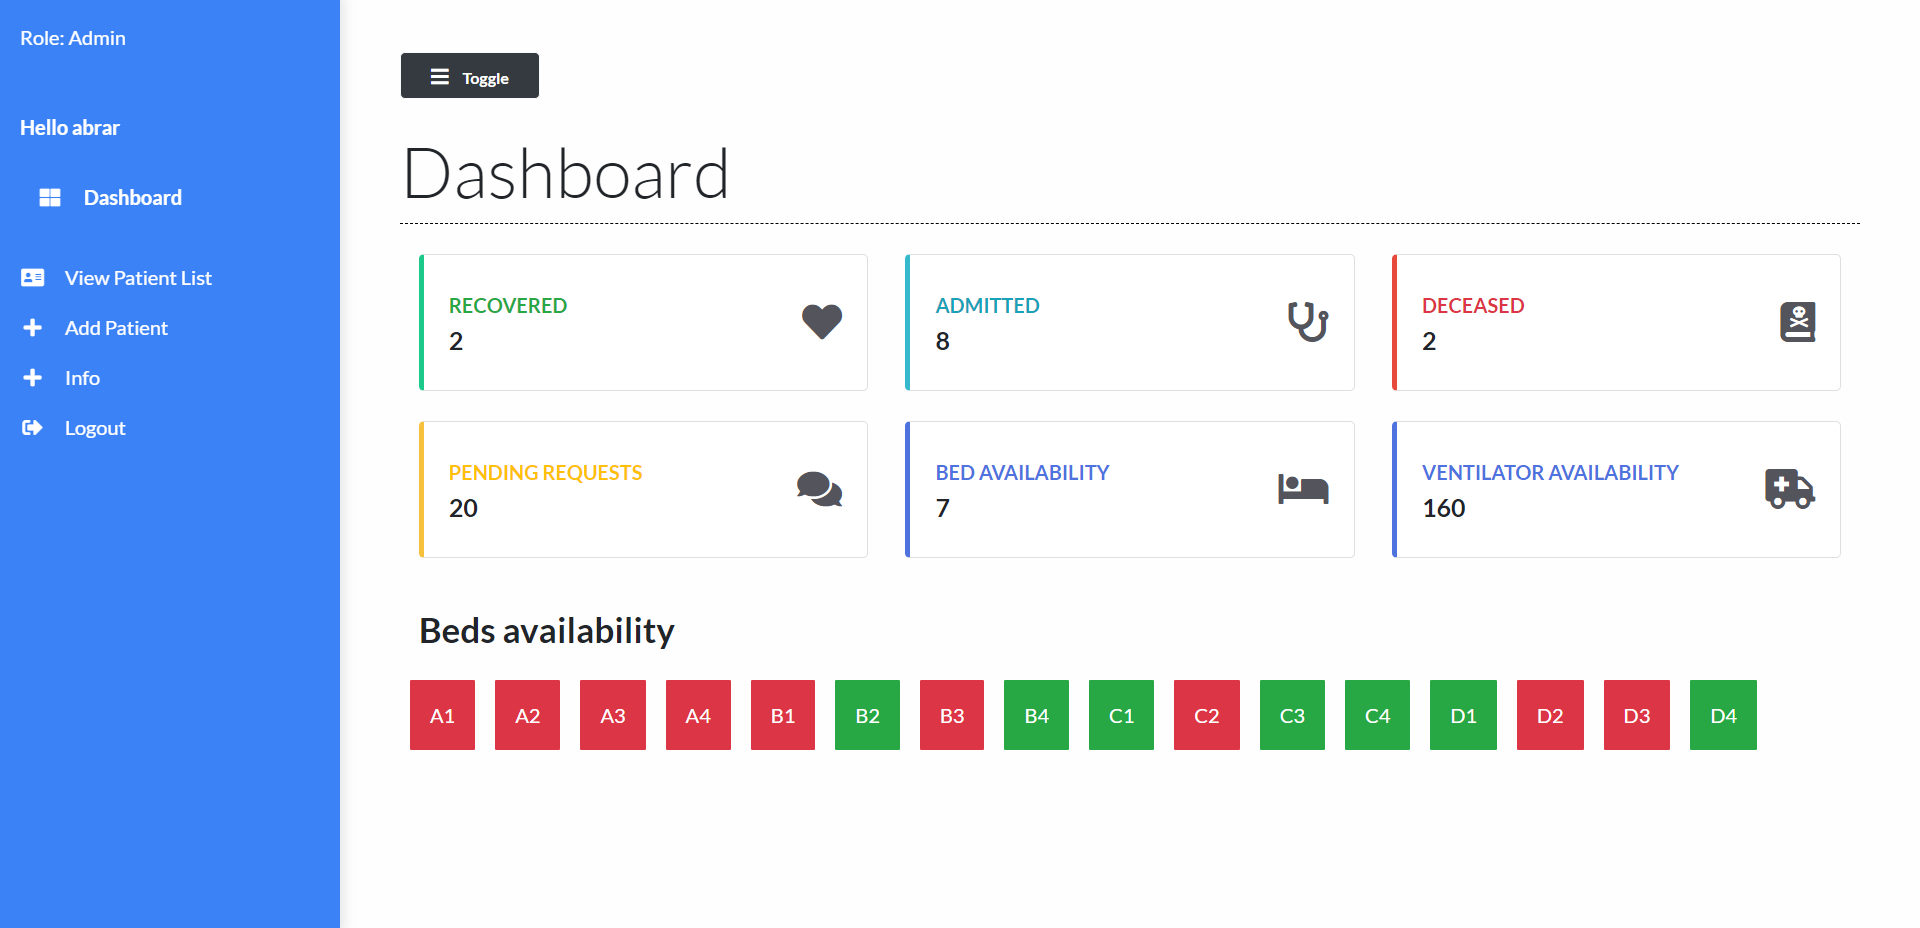 Role: Admin
Hello abrar
Dashboard
View Patient List
Add Patient
Info
Logout
Toggle
Dashboard
RECOVERED
2
ADMITTED
8
DECEASED
2
PENDING REQUESTS
20
BED AVAILABILITY
7
VENTILATOR AVAILABILITY
160
Beds availability
A1 A2 A3 A4 B1 B2 B3 B4 C1 C2 C3 C4 D1 D2 D3 D4